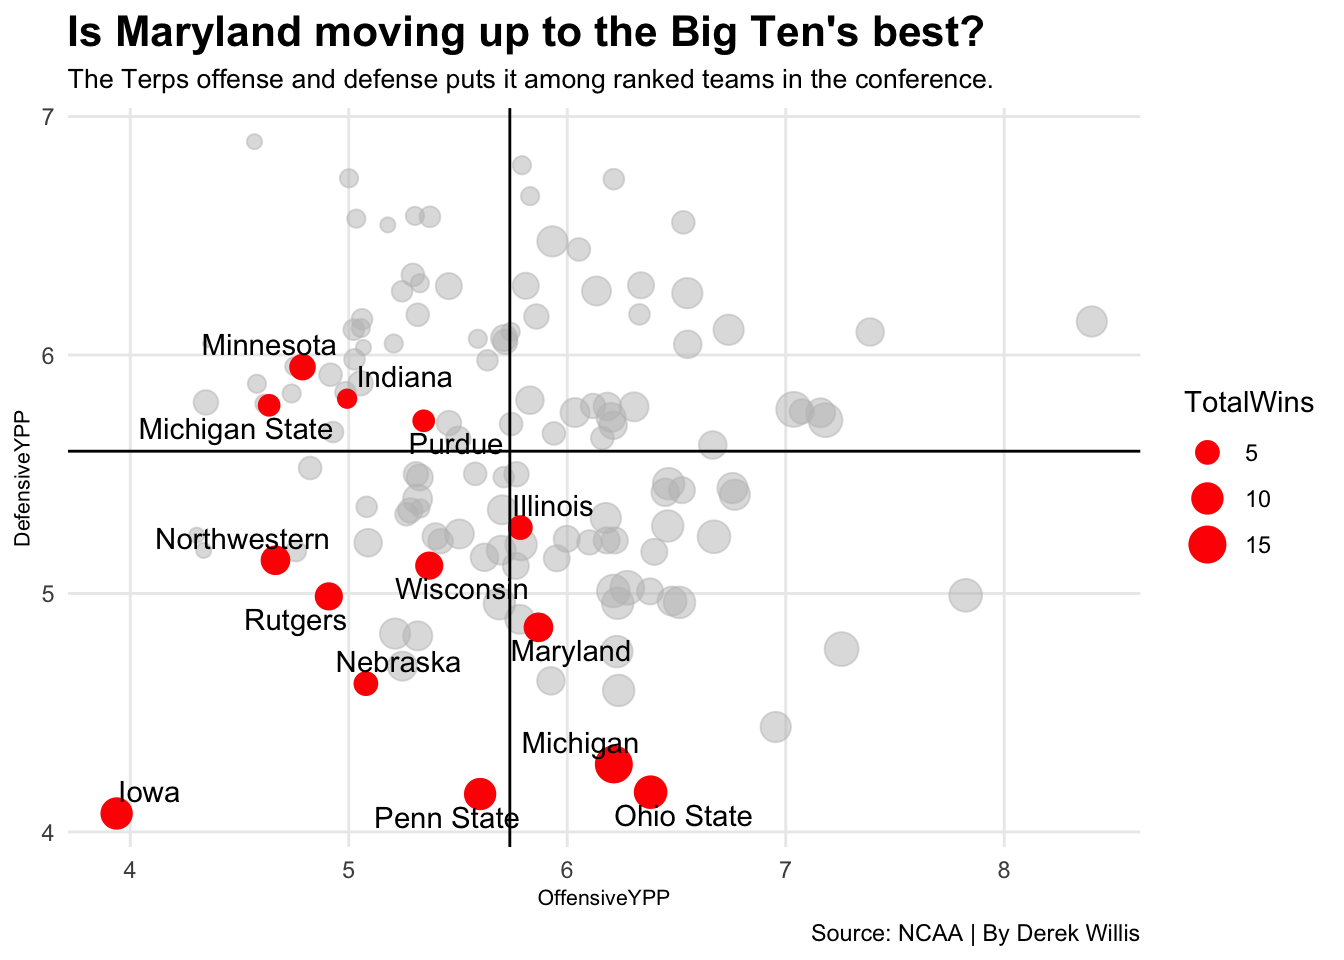 Is Maryland moving up to the Big Ten's best?
The Terps offense and defense puts it among ranked teams in the conference.
7
6
5
4
DefensiveYPP
Minnesota
Indiana
Michigan State
Purdue
Illinois
Northwestern
Wisconsin
Rutgers
Maryland
Nebraska
Michigan
Iowa
Penn State
Ohio State
4 5 6 7 8
OffensiveYPP
TotalWins
5
10
15
Source: NCAA | By Derek Willis